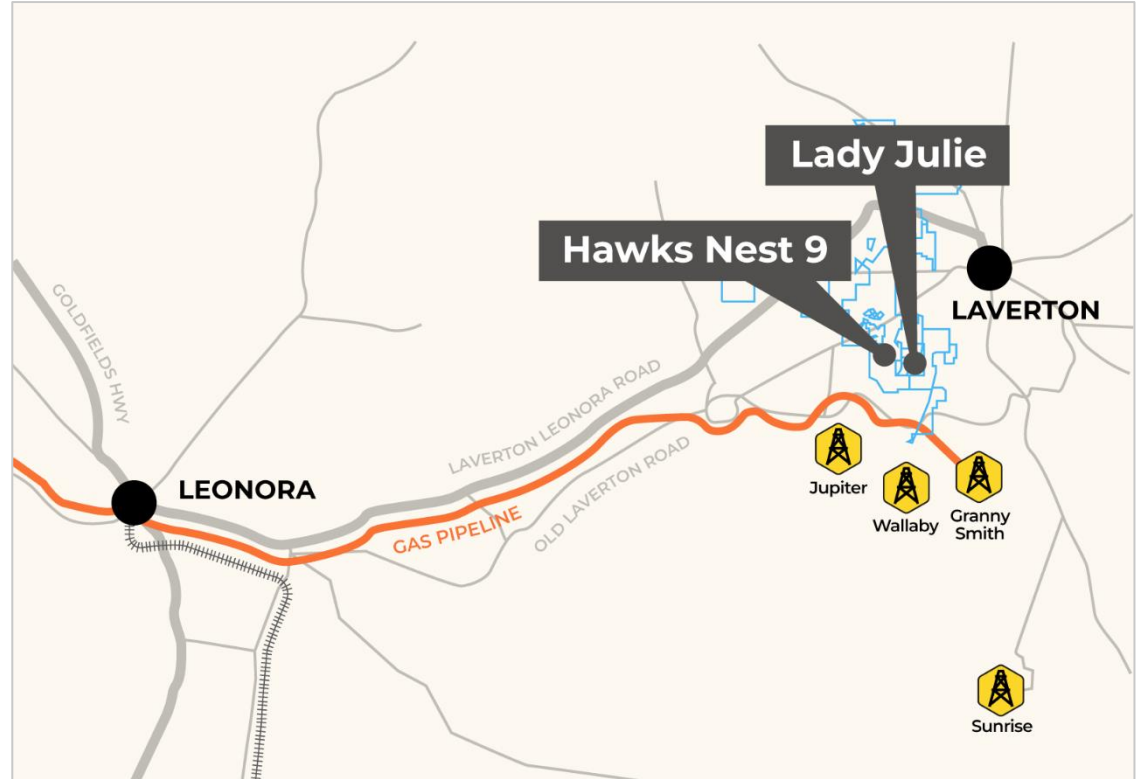 Lady Julie
Hawks Nest 9
GOLDFIELDS HWY
LAVERTON
LAVERTON LEONORA ROAD
LEONORA
GAS PIPELINE
OLD LAVERTON ROAD
Jupiter
Wallaby
Granny
Smith
Sunrise